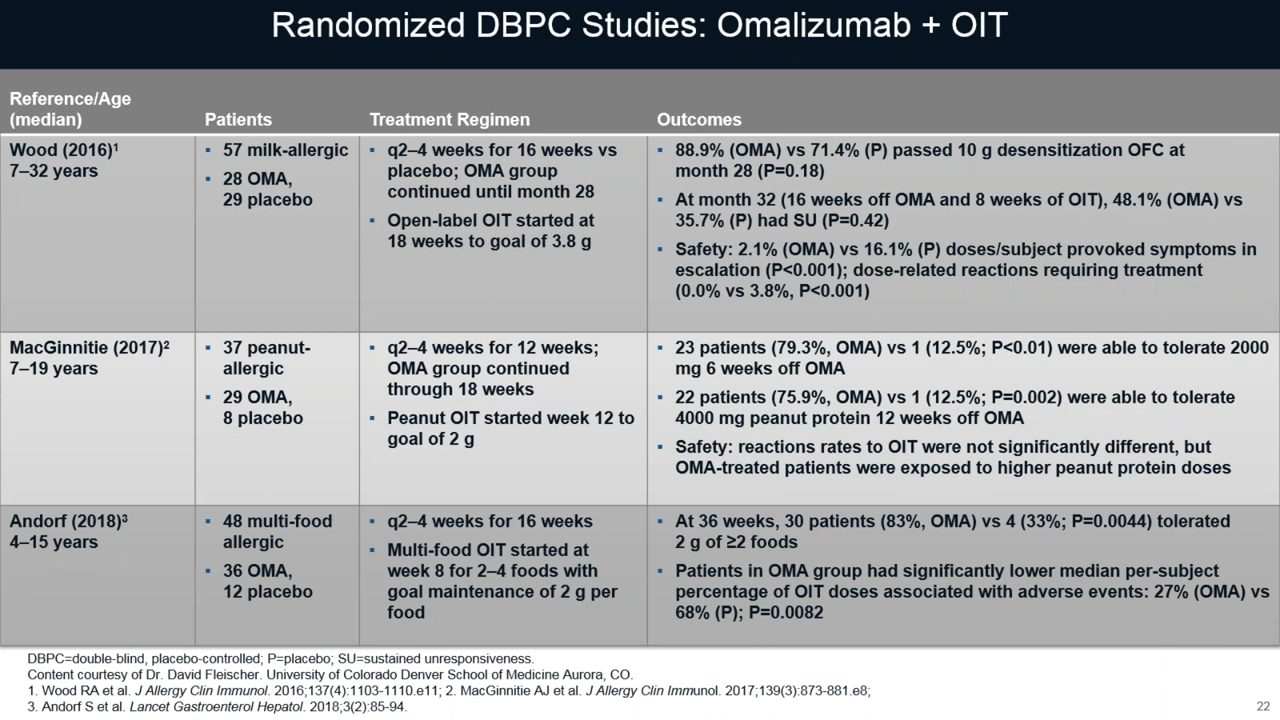 Randomized DBPC Studies: Omalizumab + OIT
Reference/Age
(median)
Patients
Treatment Regimen
Outcomes
Wood (2016)¹
7–32 years
▪ 57 milk-allergic
▪ 28 OMA,
29 placebo
▪ q2–4 weeks for 16 weeks vs
placebo; OMA group
continued until month 28
▪ Open-label OIT started at
18 weeks to goal of 3.8 g
▪ 88.9% (OMA) vs 71.4% (P) passed 10 g desensitization OFC at
month 28 (P=0.18)
▪ At month 32 (16 weeks off OMA and 8 weeks of OIT), 48.1% (OMA) vs
35.7% (P) had SU (P=0.42)
▪ Safety: 2.1% (OMA) vs 16.1% (P) doses/subject provoked symptoms in
escalation (P<0.001); dose-related reactions requiring treatment
(0.0% vs 3.8%, P<0.001)
MacGinnitie (2017)²
7–19 years
▪ 37 peanut-
allergic
▪ 29 OMA,
8 placebo
▪ q2–4 weeks for 12 weeks;
OMA group continued
through 18 weeks
▪ Peanut OIT started week 12 to
goal of 2 g
▪ 23 patients (79.3%, OMA) vs 1 (12.5%; P<0.01) were able to tolerate 2000
mg 6 weeks off OMA
▪ 22 patients (75.9%, OMA) vs 1 (12.5%; P=0.002) were able to tolerate
4000 mg peanut protein 12 weeks off OMA
▪ Safety: reactions rates to OIT were not significantly different, but
OMA-treated patients were exposed to higher peanut protein doses
Andorf (2018)³
4–15 years
▪ 48 multi-food
allergic
▪ 36 OMA,
12 placebo
▪ q2–4 weeks for 16 weeks
▪ Multi-food OIT started at
week 8 for 2–4 foods with
goal maintenance of 2 g per
food
▪ At 36 weeks, 30 patients (83%, OMA) vs 4 (33%; P=0.0044) tolerated
2 g of ≥2 foods
▪ Patients in OMA group had significantly lower median per-subject
percentage of OIT doses associated with adverse events: 27% (OMA) vs
68% (P); P=0.0082
DBPC=double-blind, placebo-controlled; P=placebo; SU=sustained unresponsiveness.
Content courtesy of Dr. David Fleischer. University of Colorado Denver School of Medicine Aurora, CO.
1. Wood RA et al. J Allergy Clin Immunol. 2016;137(4):1103-1110.e11; 2. MacGinnitie AJ et al. J Allergy Clin Immunol. 2017;139(3):873-881.e8;
3. Andorf S et al. Lancet Gastroenterol Hepatol. 2018;3(2):85-94.
22